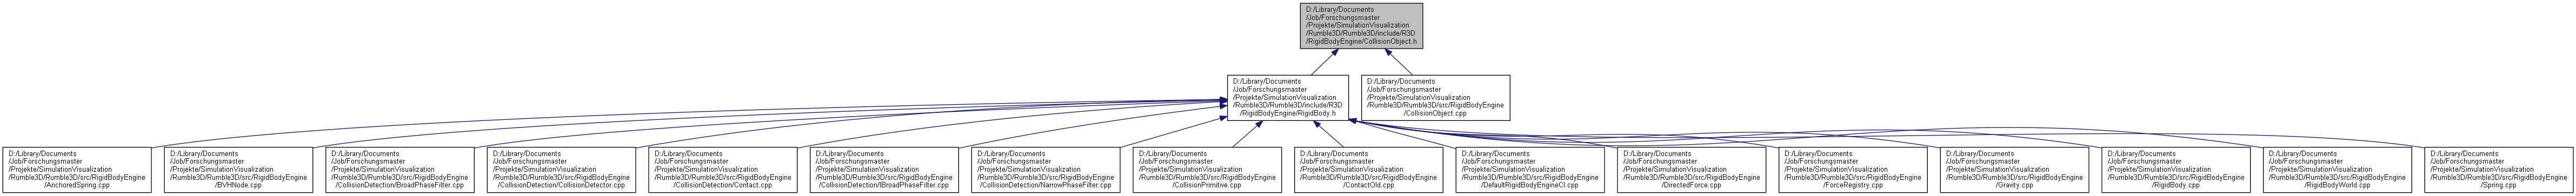 D:/Library/Documents
/Job/Forschungsmaster
/Projekte/SimulationVisualization
/Rumble3D/Rumble3D/include/R3D
/RigidBodyEngine/CollisionObject.h
D:/Library/Documents
/Job/Forschungsmaster
/Projekte/SimulationVisualization
/Rumble3D/Rumble3D/include/R3D
/RigidBodyEngine/RigidBody.h
D:/Library/Documents
/Job/Forschungsmaster
/Projekte/SimulationVisualization
/Rumble3D/Rumble3D/src/RigidBodyEngine
/CollisionObject.cpp
D:/Library/Documents
/Job/Forschungsmaster
/Projekte/SimulationVisualization
/Rumble3D/Rumble3D/src/RigidBodyEngine
/AnchoredSpring.cpp
D:/Library/Documents
/Job/Forschungsmaster
/Projekte/SimulationVisualization
/Rumble3D/Rumble3D/src/RigidBodyEngine
/BVHNode.cpp
D:/Library/Documents
/Job/Forschungsmaster
/Projekte/SimulationVisualization
/Rumble3D/Rumble3D/src/RigidBodyEngine
/CollisionDetection/BroadPhaseFilter.cpp
D:/Library/Documents
/Job/Forschungsmaster
/Projekte/SimulationVisualization
/Rumble3D/Rumble3D/src/RigidBodyEngine
/CollisionDetection/CollisionDetector.cpp
D:/Library/Documents
/Job/Forschungsmaster
/Projekte/SimulationVisualization
/Rumble3D/Rumble3D/src/RigidBodyEngine
/CollisionDetection/Contact.cpp
D:/Library/Documents
/Job/Forschungsmaster
/Projekte/SimulationVisualization
/Rumble3D/Rumble3D/src/RigidBodyEngine
/CollisionDetection/IBroadPhaseFilter.cpp
D:/Library/Documents
/Job/Forschungsmaster
/Projekte/SimulationVisualization
/Rumble3D/Rumble3D/src/RigidBodyEngine
/CollisionDetection/NarrowPhaseFilter.cpp
D:/Library/Documents
/Job/Forschungsmaster
/Projekte/SimulationVisualization
/Rumble3D/Rumble3D/src/RigidBodyEngine
/CollisionPrimitive.cpp
D:/Library/Documents
/Job/Forschungsmaster
/Projekte/SimulationVisualization
/Rumble3D/Rumble3D/src/RigidBodyEngine
/ContactOld.cpp
D:/Library/Documents
/Job/Forschungsmaster
/Projekte/SimulationVisualization
/Rumble3D/Rumble3D/src/RigidBodyEngine
/DefaultRigidBodyEngineCI.cpp
D:/Library/Documents
/Job/Forschungsmaster
/Projekte/SimulationVisualization
/Rumble3D/Rumble3D/src/RigidBodyEngine
/DirectedForce.cpp
D:/Library/Documents
/Job/Forschungsmaster
/Projekte/SimulationVisualization
/Rumble3D/Rumble3D/src/RigidBodyEngine
/ForceRegistry.cpp
D:/Library/Documents
/Job/Forschungsmaster
/Projekte/SimulationVisualization
/Rumble3D/Rumble3D/src/RigidBodyEngine
/Gravity.cpp
D:/Library/Documents
/Job/Forschungsmaster
/Projekte/SimulationVisualization
/Rumble3D/Rumble3D/src/RigidBodyEngine
/RigidBody.cpp
D:/Library/Documents
/Job/Forschungsmaster
/Projekte/SimulationVisualization
/Rumble3D/Rumble3D/src/RigidBodyEngine
/RigidBodyWorld.cpp
D:/Library/Documents
/Job/Forschungsmaster
/Projekte/SimulationVisualization
/Rumble3D/Rumble3D/src/RigidBodyEngine
/Spring.cpp